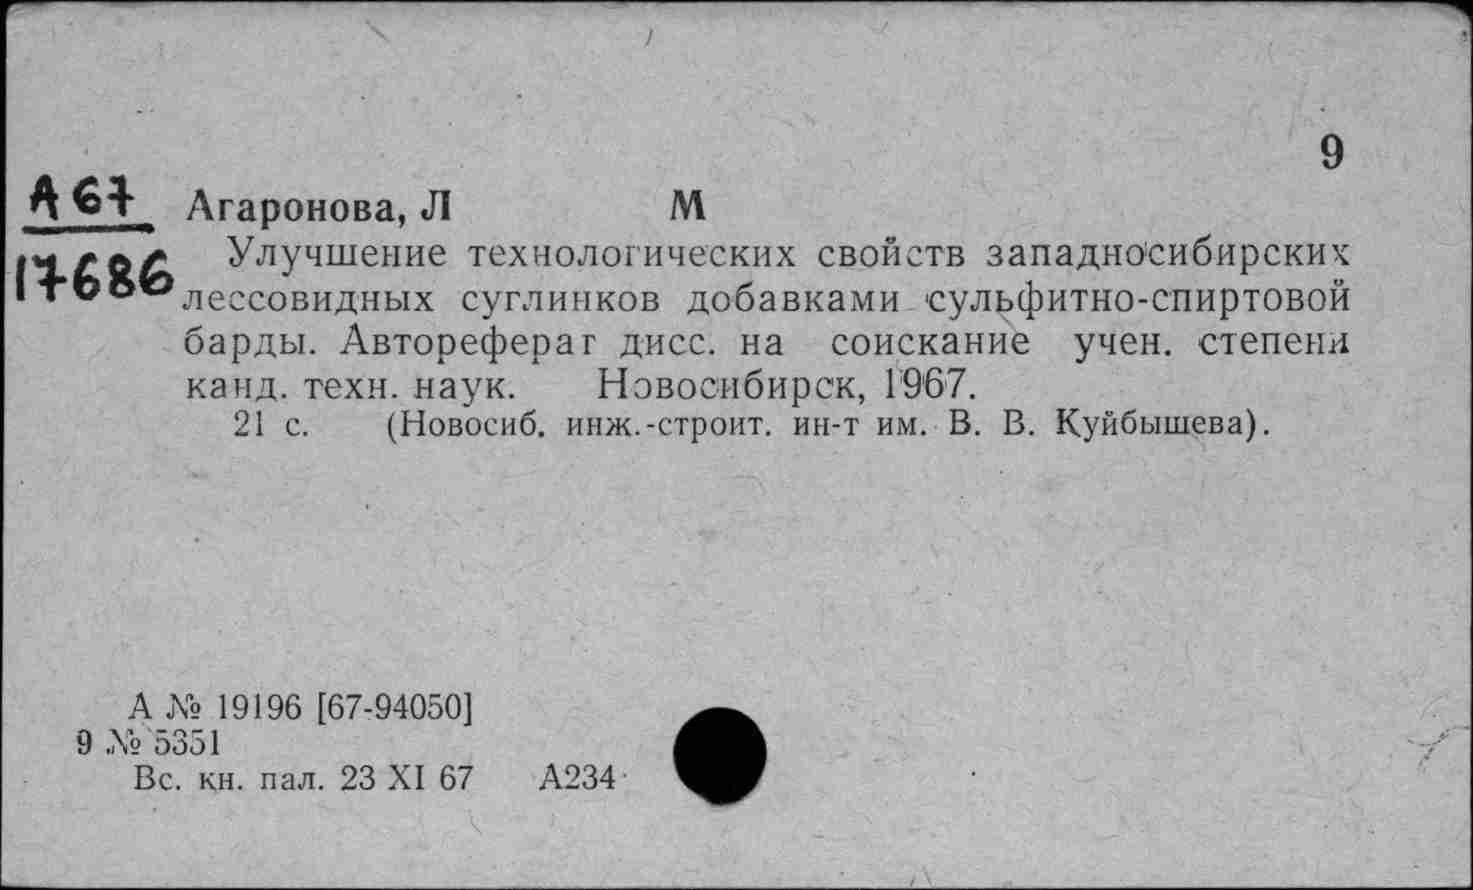 9
А67 Агаронова, Л М
17686 Улучшение технологических свойств западносибирских
лессовидных суглинков добавками сульфитно-спиртовой
барды. Автореферат дисс. на соискание учен. степени
канд. техн. наук. Новосибирск, 1967.
21 с. (Новосиб. инж.-строит. ин-т им. В. В. Куйбышева).
А № 19196 [67-94050]
9 № 5351
Вс. кн. пал. 23 XI 67 А234